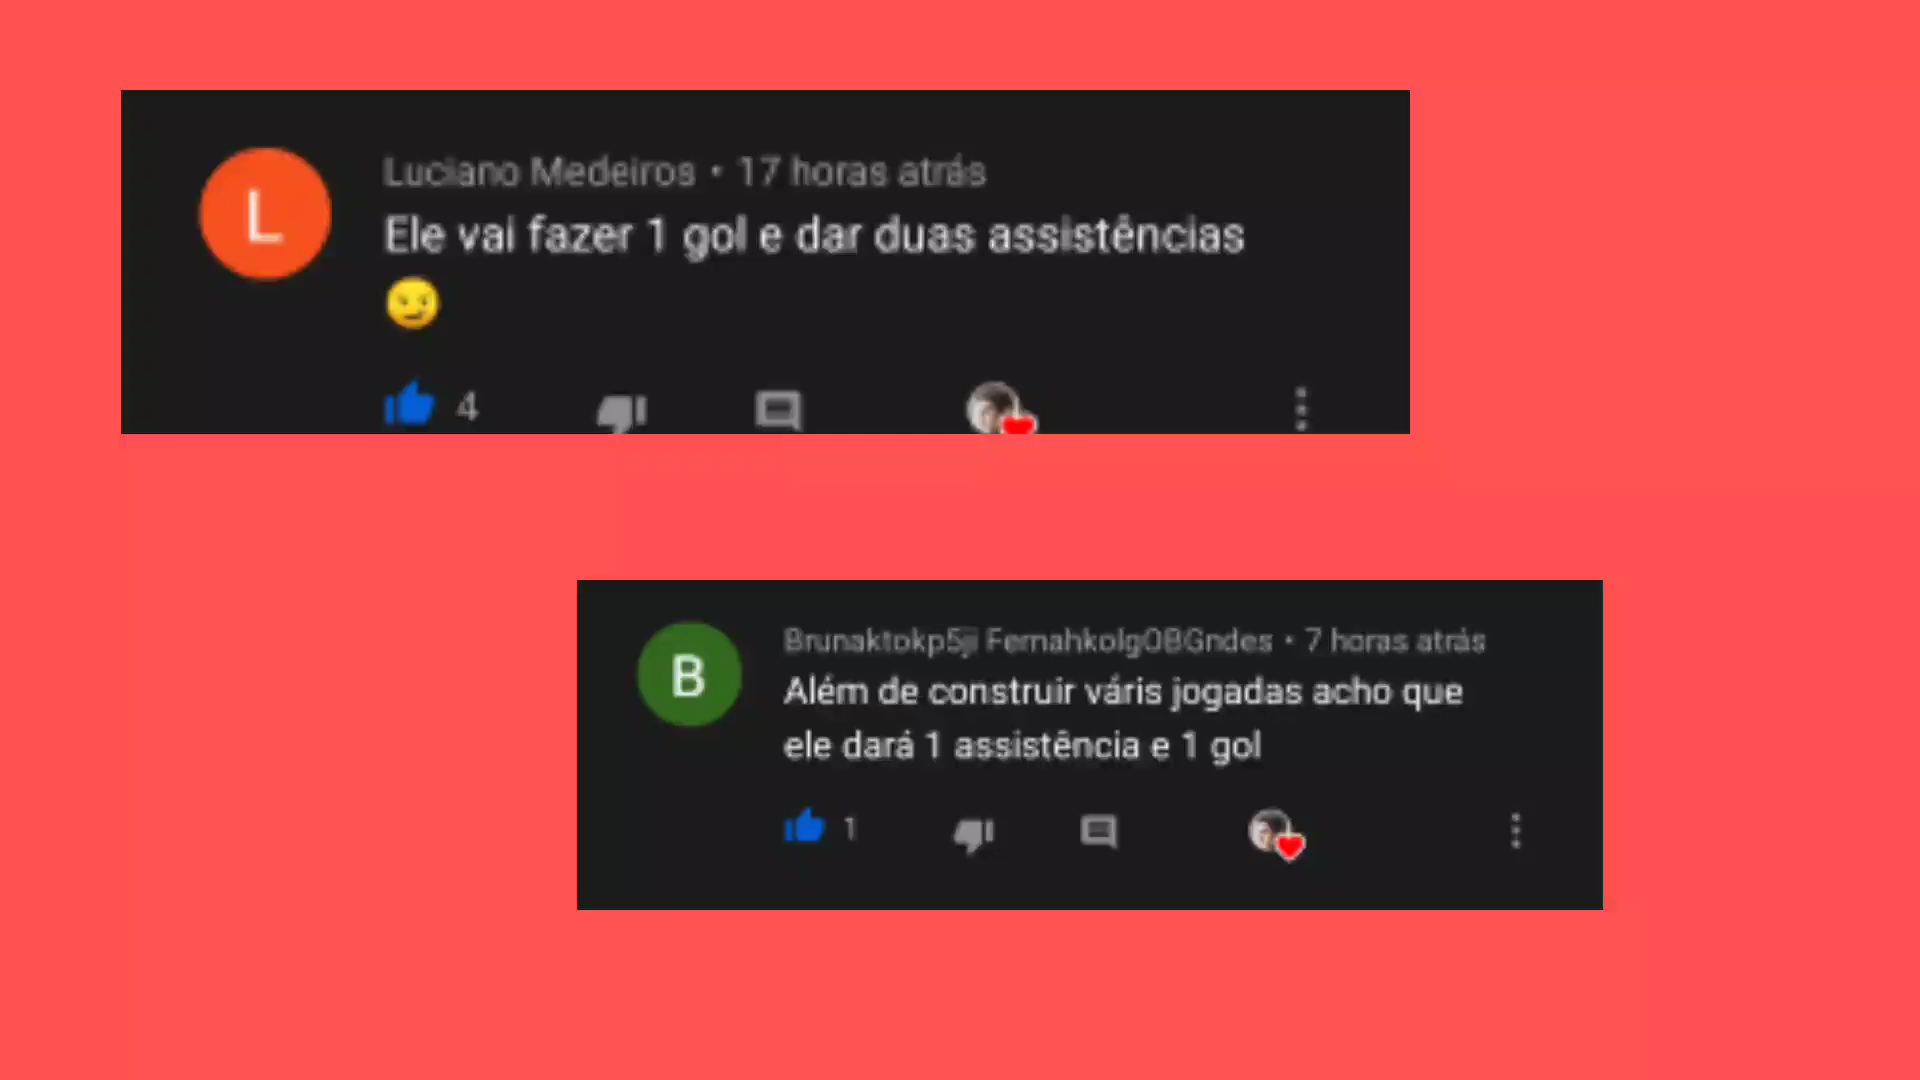 L
Luciano Medeiros • 17 horas atrás
Ele vai fazer 1 gol e dar duas assistências
😏
4
B
Brunaktokp5ji FernahkolgOBGndes • 7 horas atrás
Além de construir váris jogadas acho que
ele dará 1 assistência e 1 gol
1